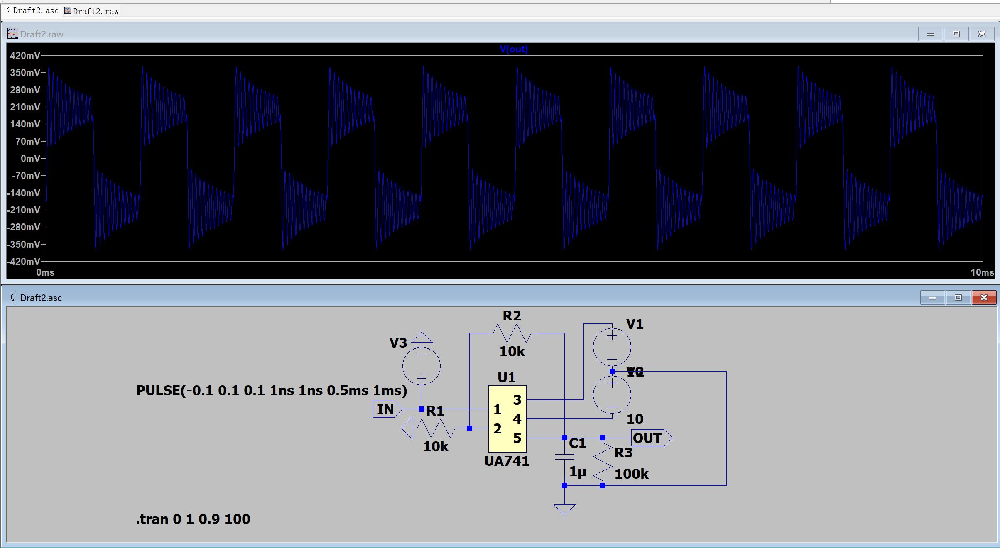 Draft2.asc Draft2.raw
Draft2.raw
V(out)
420mV
350mV
280mV
210mV
140mV
70mV
0mV
-70mV
-140mV
-210mV
-280mV
-350mV
-420mV
0ms 10ms
Draft2.asc
R2
10k
V1
V3
U1
PULSE(-0.1 0.1 0.1 1ns 1ns 0.5ms 1ms)
IN
R1
10k
1
2
3
4
5
UA741
10
OUT
C1
1µ
R3
100k
.tran 0 1 0.9 100